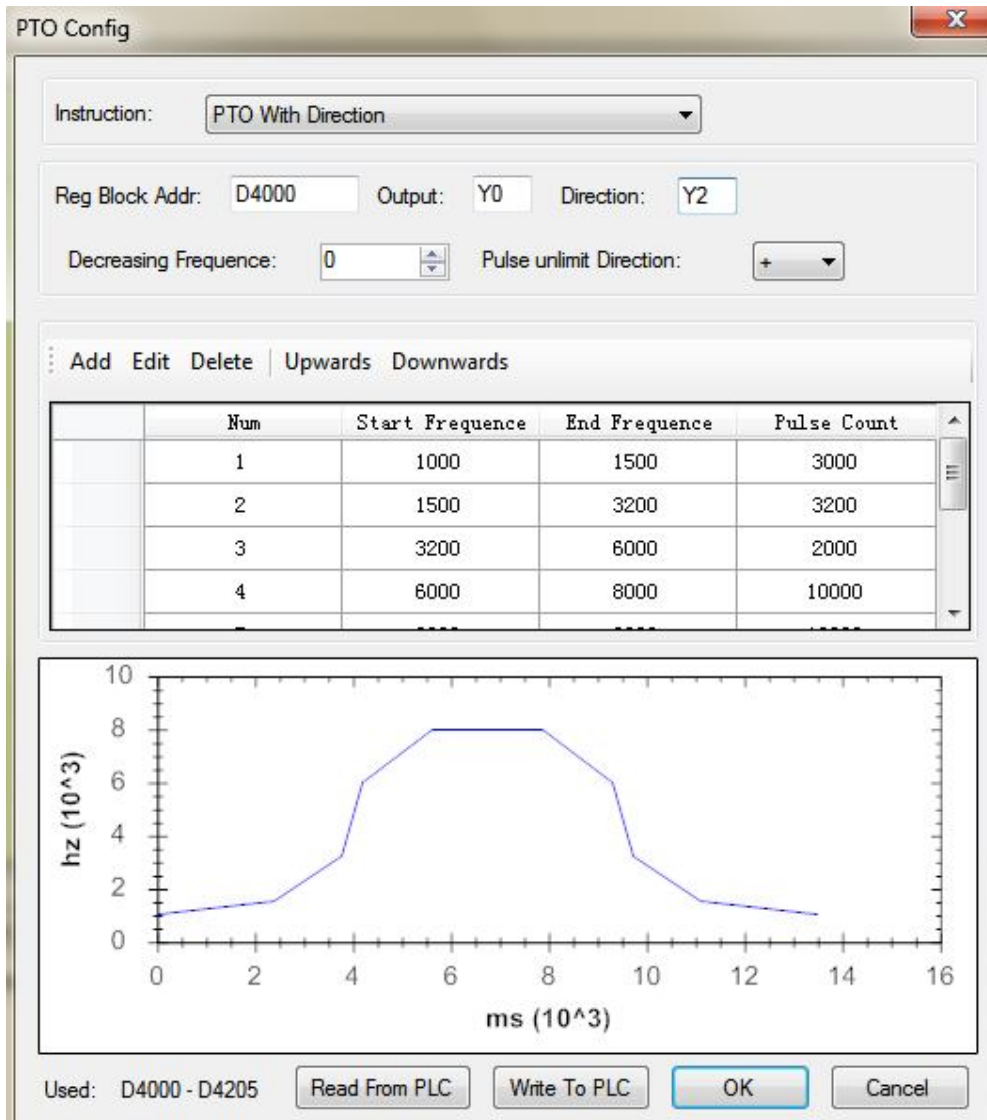 PTO Config
X
Instruction: PTO With Direction
Reg Block Addr: D4000 Output: Y0 Direction: Y2
Decreasing Frequence: 0 Pulse unlimit Direction: +
Add Edit Delete Upwards Downwards
Num Start Frequence End Frequence Pulse Count
1 1000 1500 3000
2 1500 3200 3200
3 3200 6000 2000
4 6000 8000 10000
10
8
6
4
2
0
hz (10^3)
0 2 4 6 8 10 12 14 16
ms (10^3)
Used: D4000 - D4205 Read From PLC Write To PLC OK Cancel